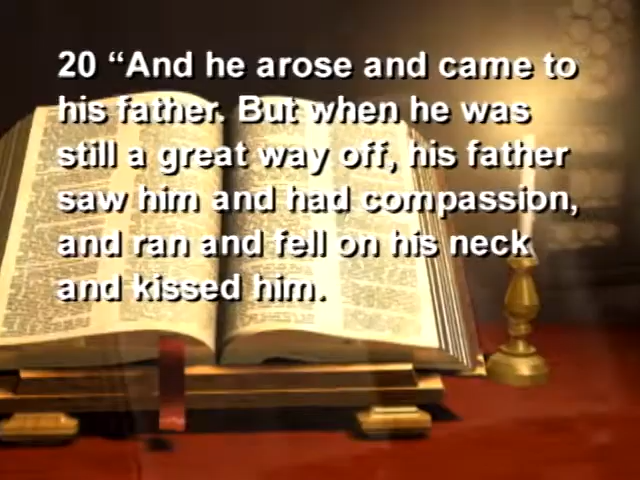 20 “And he arose and came to
his father. But when he was
still a great way off, his father
saw him and had compassion,
and ran and fell on his neck
and kissed him.